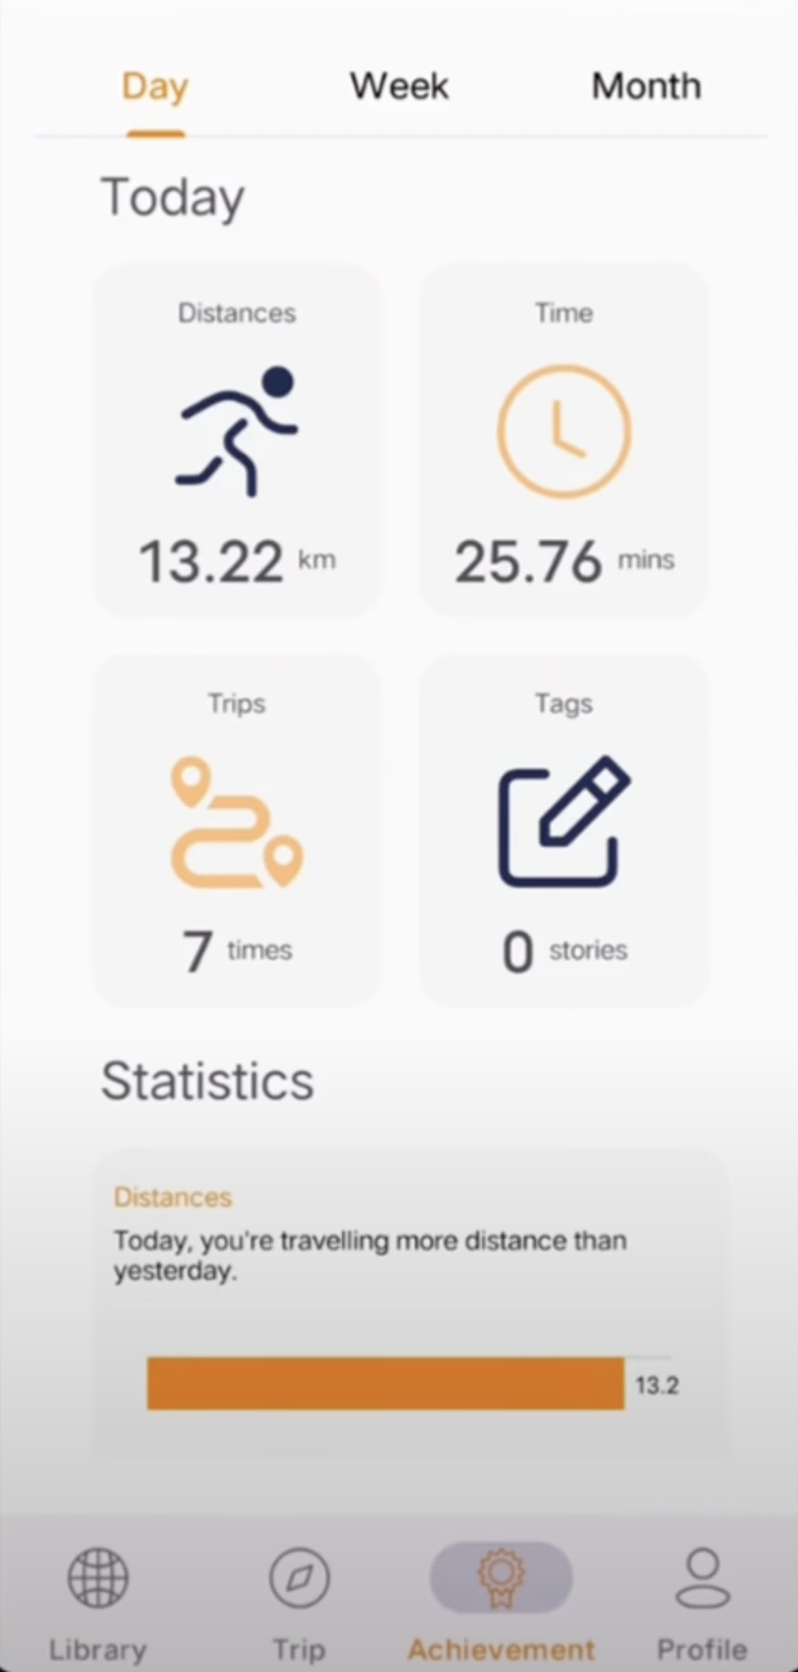 Day Week Month
Today
Distances Time
13.22 km 25.76 mins
Trips Tags
7 times 0 stories
Statistics
Distances
Today, you're travelling more distance than
yesterday.
13.2
Library Trip Achievement Profile